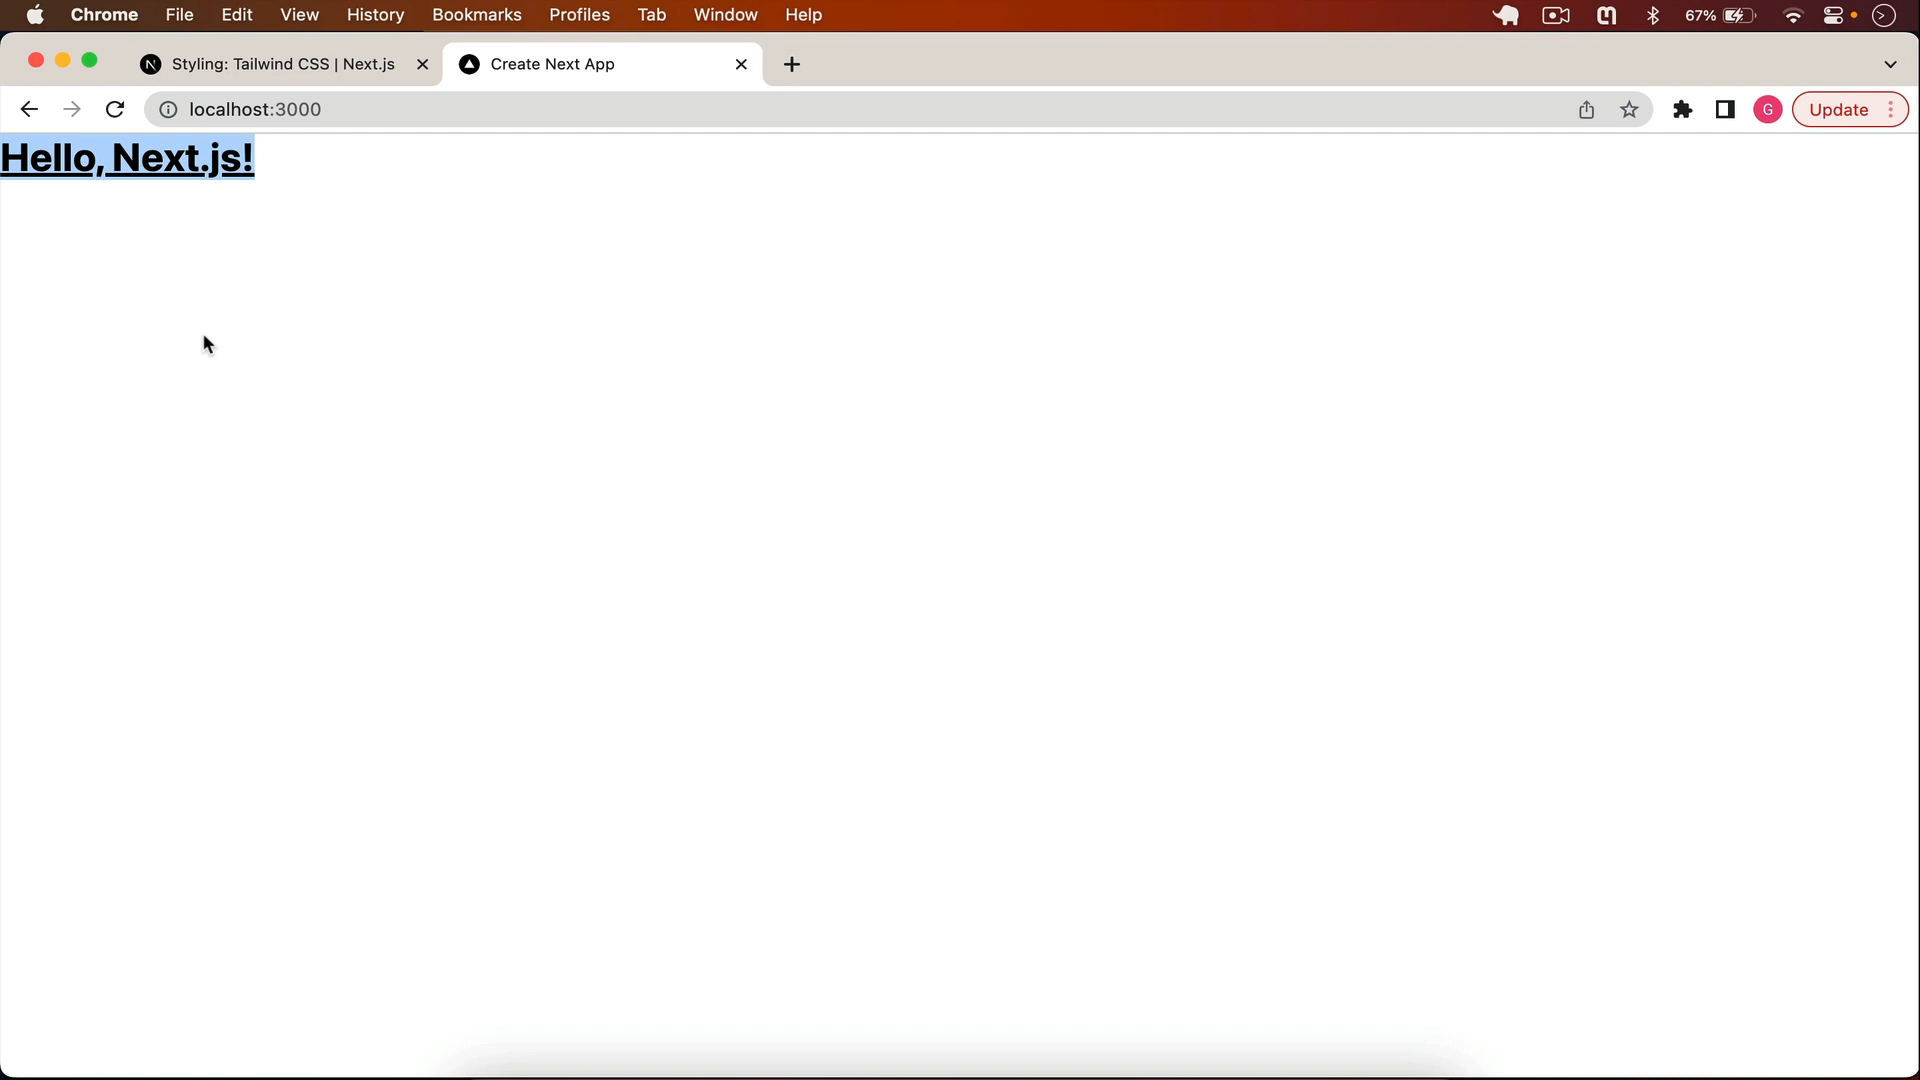 Chrome File Edit View History Bookmarks Profiles Tab Window Help 67%
Styling: Tailwind CSS | Next.js Create Next App
localhost:3000 G Update
Hello, Next.js!